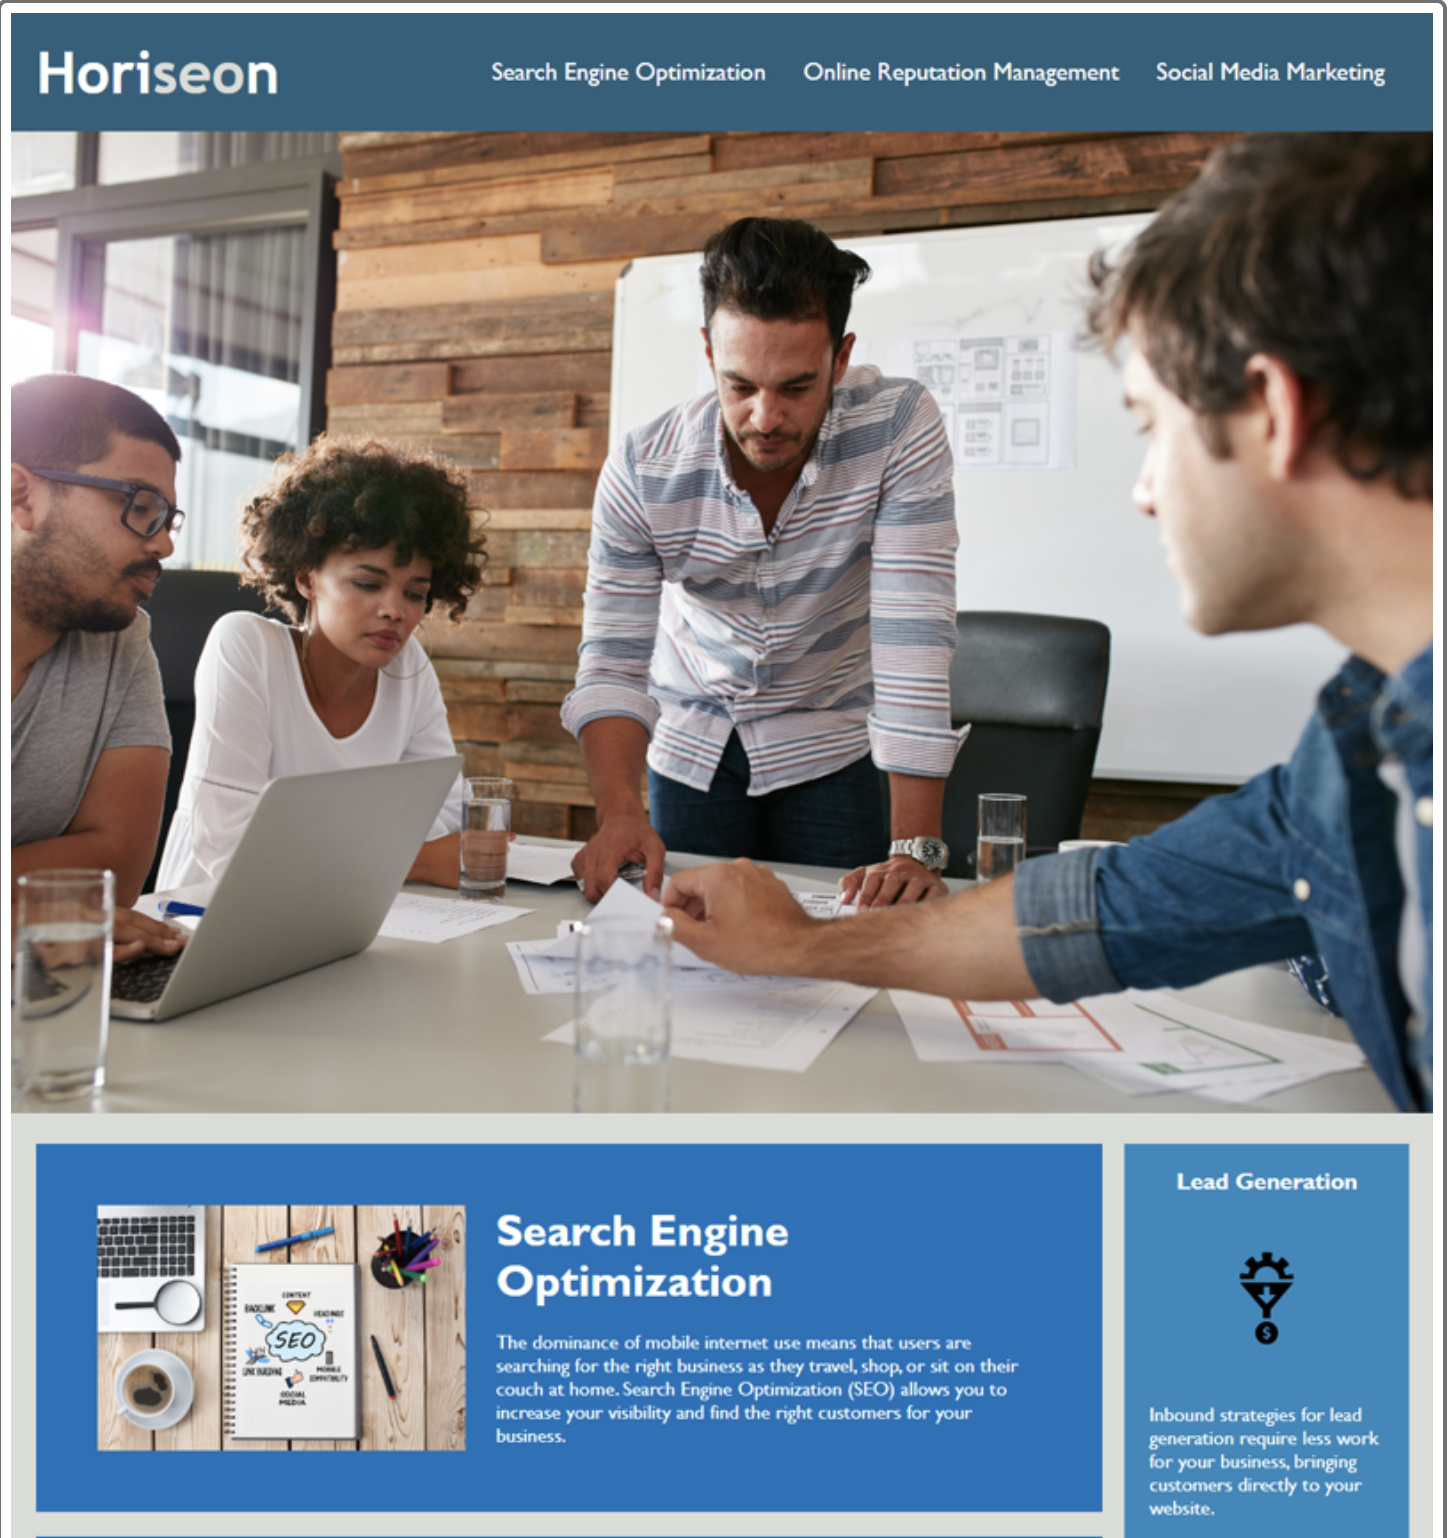 Horiseon
Search Engine Optimization
Online Reputation Management
Social Media Marketing
Search Engine
Optimization
The dominance of mobile internet use means that users are
searching for the right business as they travel, shop, or sit on their
couch at home. Search Engine Optimization (SEO) allows you to
increase your visibility and find the right customers for your
business.
CONTENT
BACKLINK
HEADINGS
SEO
LINK BUILDING
MOBILE
COMPATIBILITY
SOCIAL
MEDIA
Lead Generation
$
Inbound strategies for lead
generation require less work
for your business, bringing
customers directly to your
website.